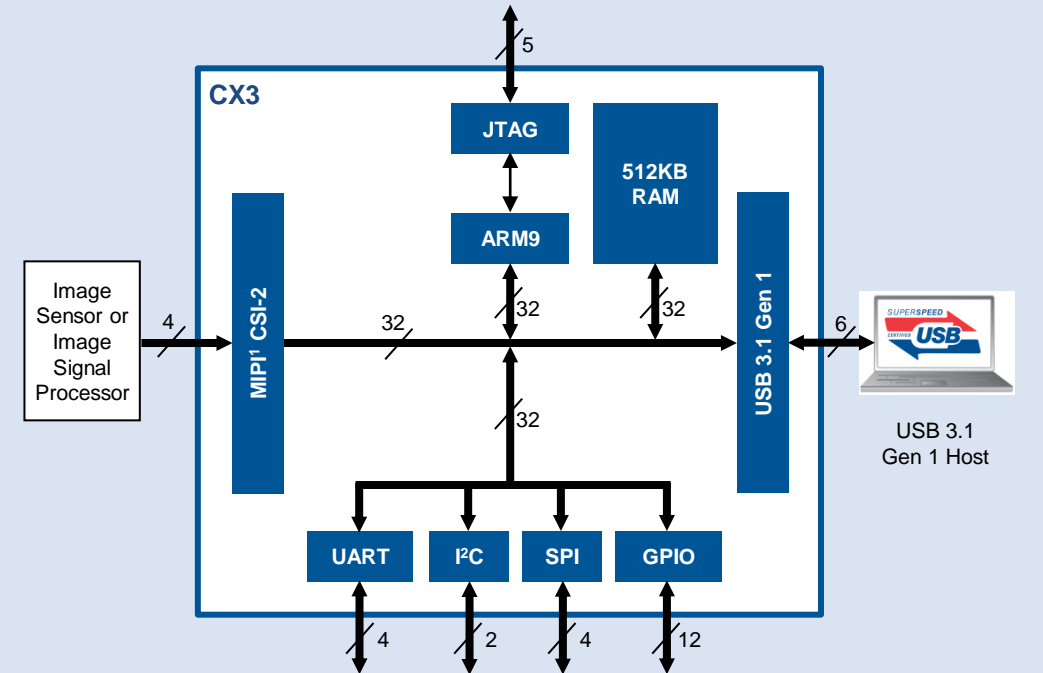 5
CX3
JTAG
512KB
RAM
ARM9
MIPI¹ CSI-2
USB 3.1 Gen 1
Image
Sensor or
Image
Signal
Processor
4
32
32
32
6
SUPERSPEED
CERTIFIED USB
USB 3.1
Gen 1 Host
32
UART
I²C
SPI
GPIO
4
2
4
12